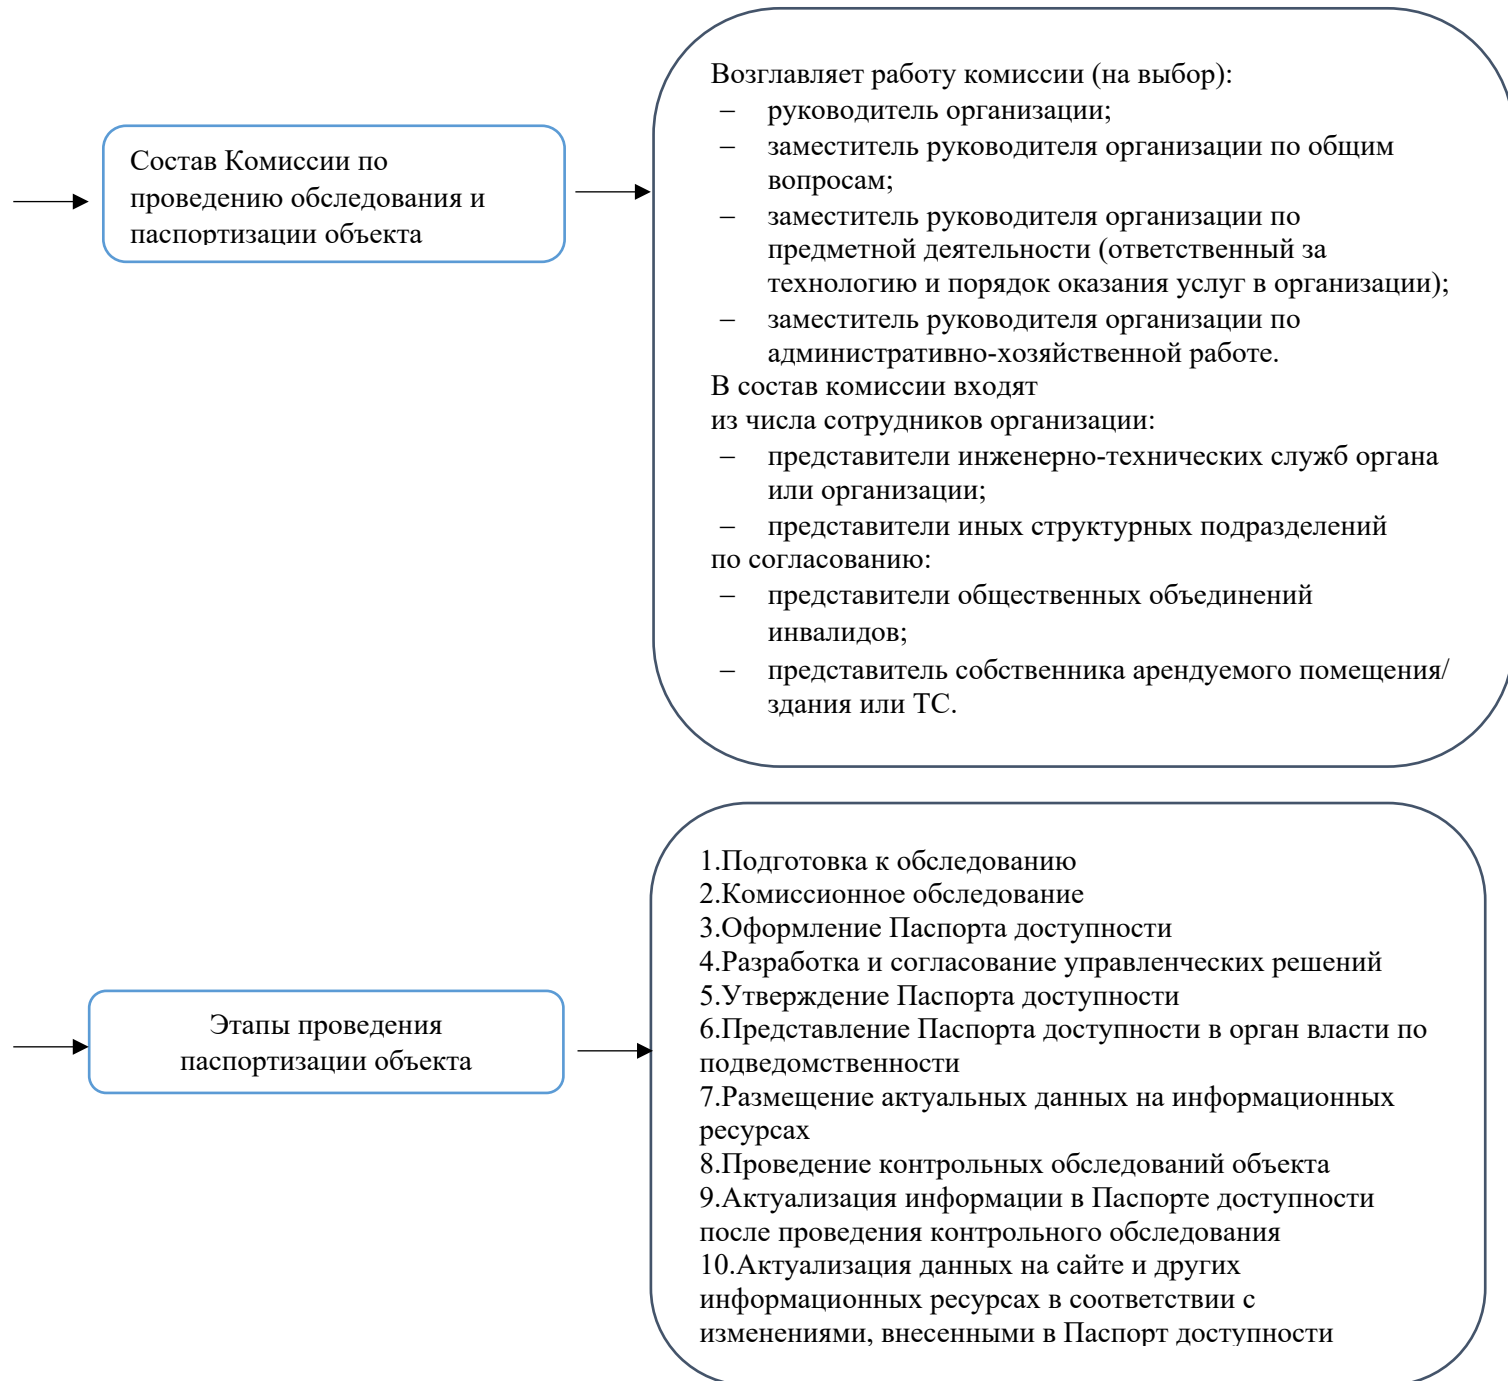 Состав Комиссии по
проведению обследования и
паспортизации объекта
Возглавляет работу комиссии (на выбор):
– руководитель организации;
– заместитель руководителя организации по общим
вопросам;
– заместитель руководителя организации по
предметной деятельности (ответственный за
технологию и порядок оказания услуг в организации);
– заместитель руководителя организации по
административно-хозяйственной работе.
В состав комиссии входят
из числа сотрудников организации:
– представители инженерно-технических служб органа
или организации;
– представители иных структурных подразделений
по согласованию:
– представители общественных объединений
инвалидов;
– представитель собственника арендуемого помещения/
здания или ТС.
Этапы проведения
паспортизации объекта
1.Подготовка к обследованию
2.Комиссионное обследование
3.Оформление Паспорта доступности
4.Разработка и согласование управленческих решений
5.Утверждение Паспорта доступности
6.Представление Паспорта доступности в орган власти по
подведомственности
7.Размещение актуальных данных на информационных
ресурсах
8.Проведение контрольных обследований объекта
9.Актуализация информации в Паспорте доступности
после проведения контрольного обследования
10.Актуализация данных на сайте и других
информационных ресурсах в соответствии с
изменениями, внесенными в Паспорт доступности